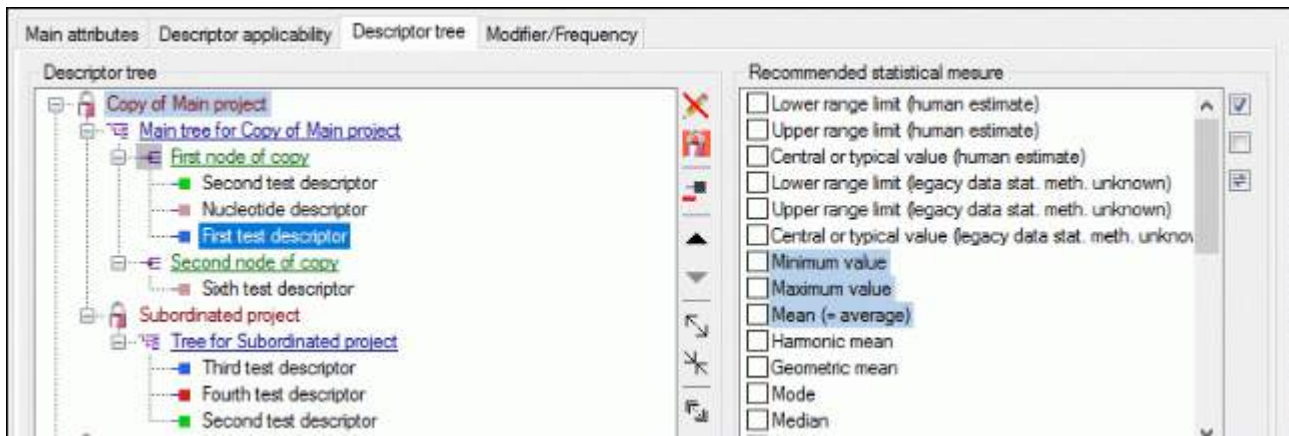 Main attributes Descriptor applicability Descriptor tree Modifier/Frequency
Descriptor tree
Copy of Main project
Main tree for Copy of Main project
First node of copy
Second test descriptor
Nucleotide descriptor
First test descriptor
Second node of copy
Sixth test descriptor
Subordinated project
Tree for Subordinated project
Third test descriptor
Fourth test descriptor
Second test descriptor
Recommended statistical mesure
Lower range limit (human estimate)
Upper range limit (human estimate)
Central or typical value (human estimate)
Lower range limit (legacy data stat. meth. unknown)
Upper range limit (legacy data stat. meth. unknown)
Central or typical value (legacy data stat. meth. unknov
Minimum value
Maximum value
Mean (= average)
Harmonic mean
Geometric mean
Mode
Median